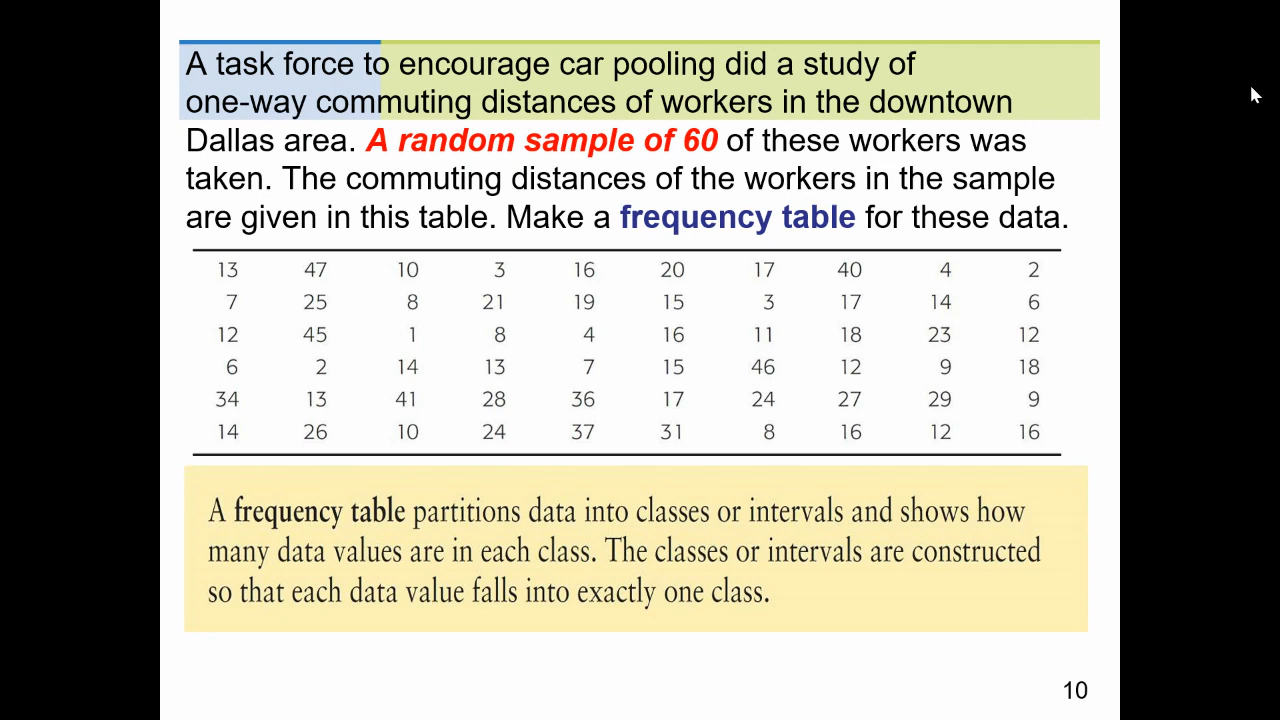 A task force to encourage car pooling did a study of
one-way commuting distances of workers in the downtown
Dallas area. A random sample of 60 of these workers was
taken. The commuting distances of the workers in the sample
are given in this table. Make a frequency table for these data.
13 47 10 3 16 20 17 40 4 2
7 25 8 21 19 15 3 17 14 6
12 45 1 8 4 16 11 18 23 12
6 2 14 13 7 15 46 12 9 18
34 13 41 28 36 17 24 27 29 9
14 26 10 24 37 31 8 16 12 16
A frequency table partitions data into classes or intervals and shows how
many data values are in each class. The classes or intervals are constructed
so that each data value falls into exactly one class.
10